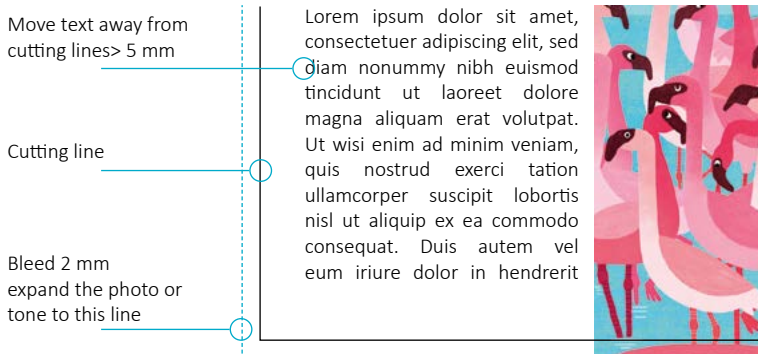 Move text away from
cutting lines> 5 mm
Cutting line
Bleed 2 mm
expand the photo or
tone to this line
Lorem ipsum dolor sit amet,
consectetuer adipiscing elit, sed
diam nonummy nibh euismod
tincidunt ut laoreet dolore
magna aliquam erat volutpat.
Ut wisi enim ad minim veniam,
quis nostrud exerci tation
ullamcorper suscipit lobortis
nisl ut aliquip ex ea commodo
consequat. Duis autem vel
eum iriure dolor in hendrerit